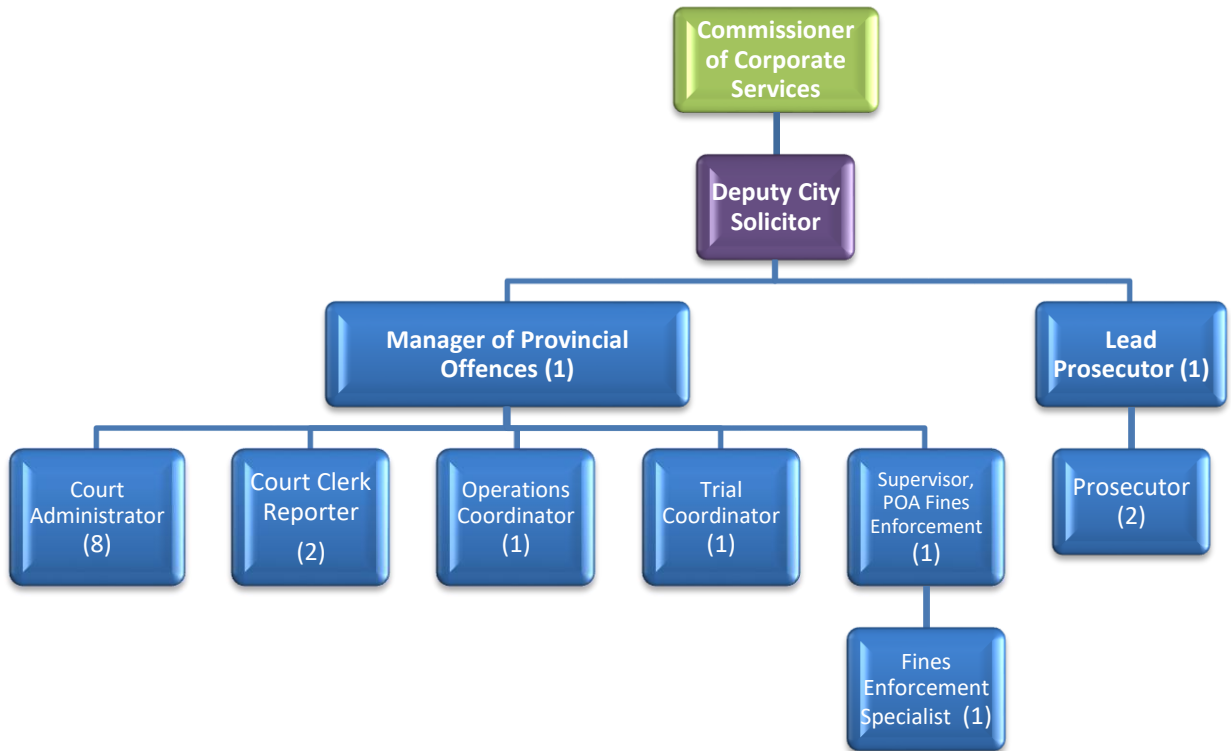 Commissioner
of Corporate
Services
Deputy City
Solicitor
Manager of Provincial
Offences (1)
Lead
Prosecutor (1)
Court
Administrator
(8)
Court Clerk
Reporter
(2)
Operations
Coordinator
(1)
Trial
Coordinator
(1)
Supervisor,
POA Fines
Enforcement
(1)
Prosecutor
(2)
Fines
Enforcement
Specialist (1)